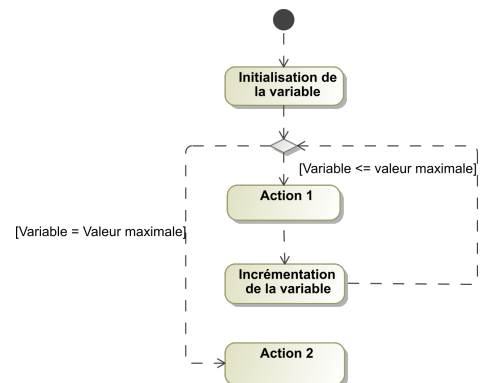 Initialisation de
la variable
[Variable <= valeur maximale]
Action 1
[Variable = Valeur maximale]
Incrémentation
de la variable
Action 2